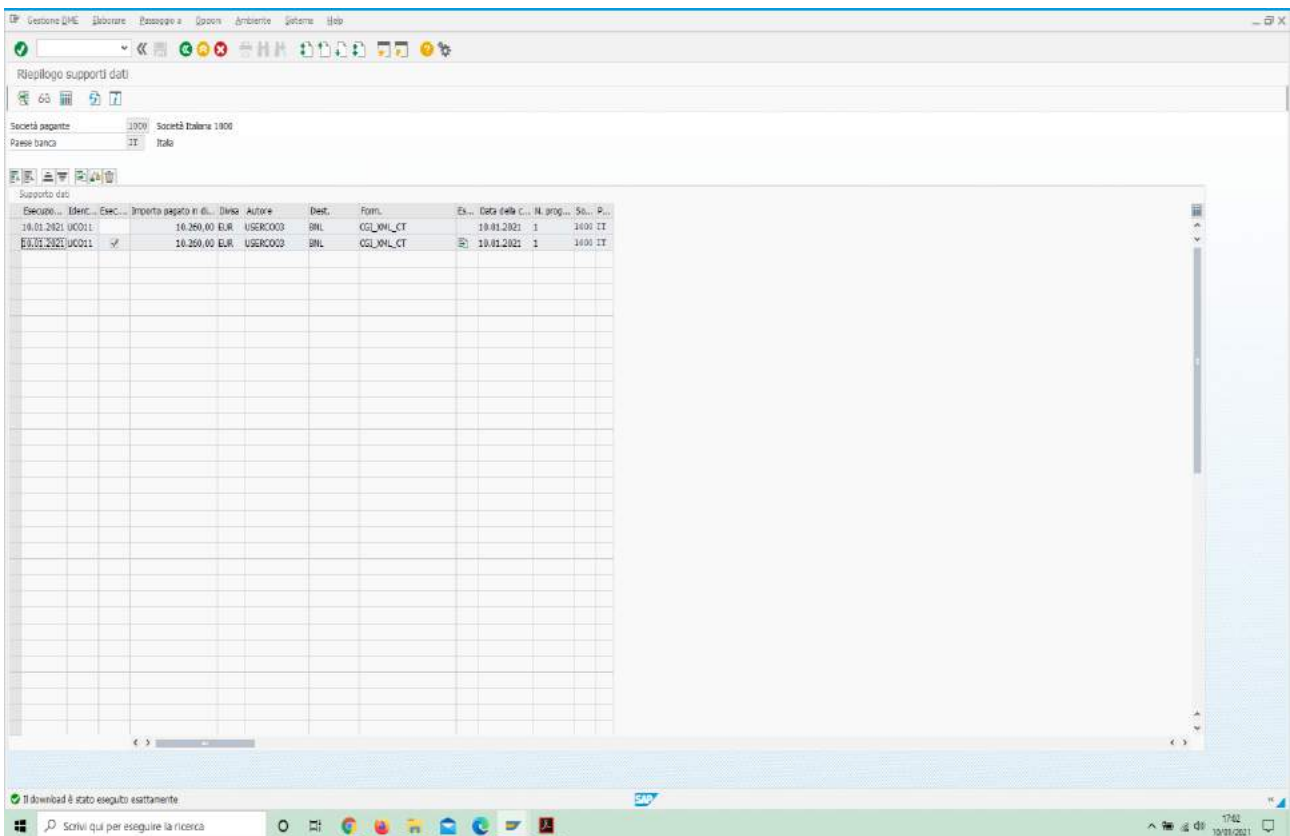 Gestione DME Elaborare Passaggio a Opzioni Ambiente Sistema Help
Riepilogo supporti dati
Società pagante 1000 Società Italiana 1000
Paese banca IT Italia
Supporto dati
Esecuzio... Ident... Esec... Importo pagato in di... Divisa Autore Dest. Form. Es... Data della c... N. prog... So... P...
10.01.2021 UCO11 10.260,00 EUR USERCO03 BNL CGI_XML_CT 10.01.2021 1 1000 IT
10.01.2021 UCO11 10.260,00 EUR USERCO03 BNL CGI_XML_CT 10.01.2021 1 1000 IT
Il download è stato eseguito esattamente
SAP
Scrivi qui per eseguire la ricerca
17:02
10/01/2021